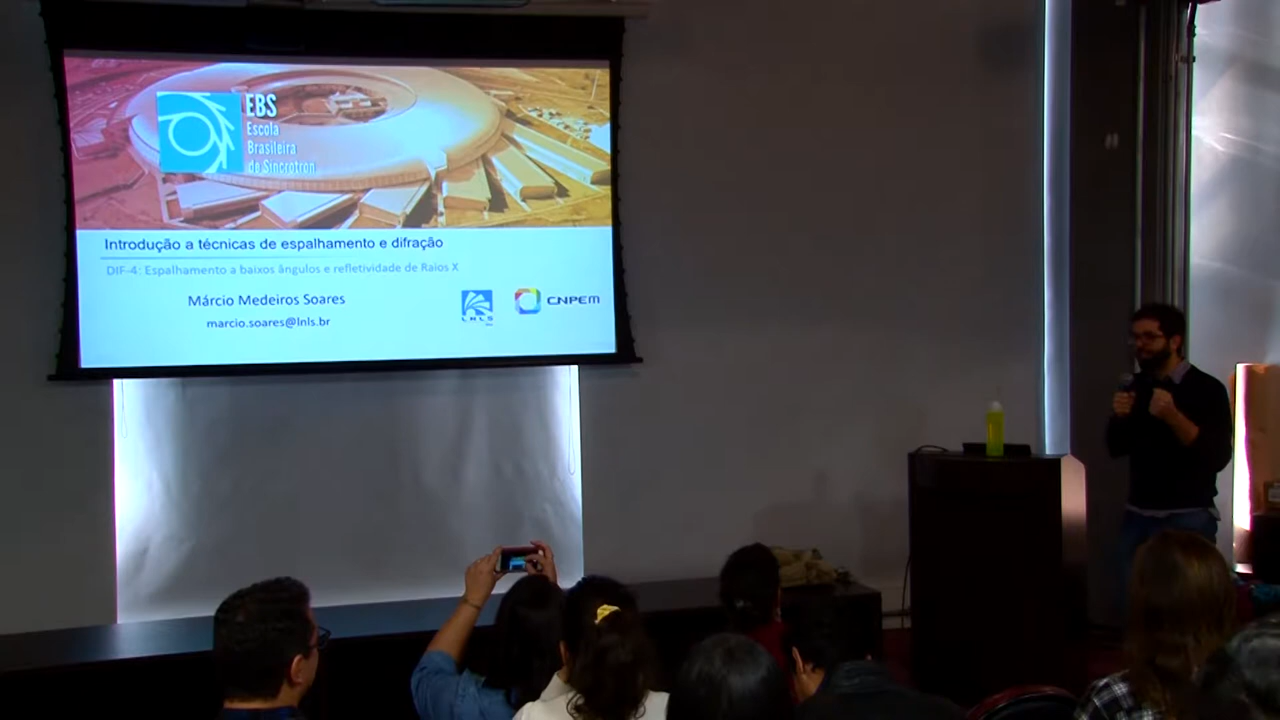 EBS
Escola
Brasileira
de Síncrotron
Introdução a técnicas de espalhamento e difração
DIF-4: Espalhamento a baixos ângulos e refletividade de Raios X
Márcio Medeiros Soares
marcio.soares@lnls.br
LNLS
CNPEM